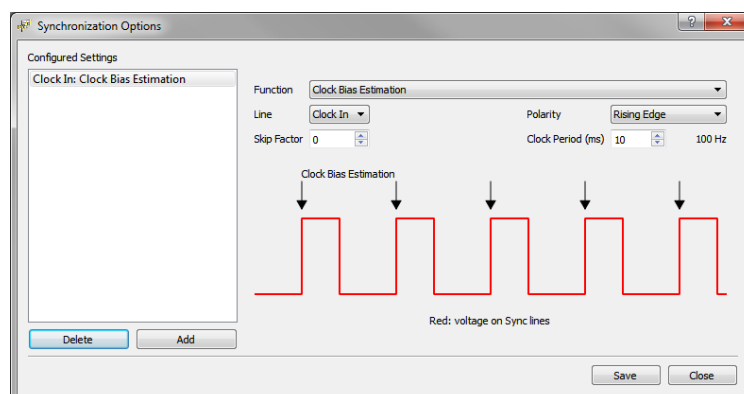 Synchronization Options
Configured Settings
Clock In: Clock Bias Estimation
Function Clock Bias Estimation
Line Clock In Polarity Rising Edge
Skip Factor 0 Clock Period (ms) 10 100 Hz
Clock Bias Estimation
Red: voltage on Sync lines
Delete Add
Save Close